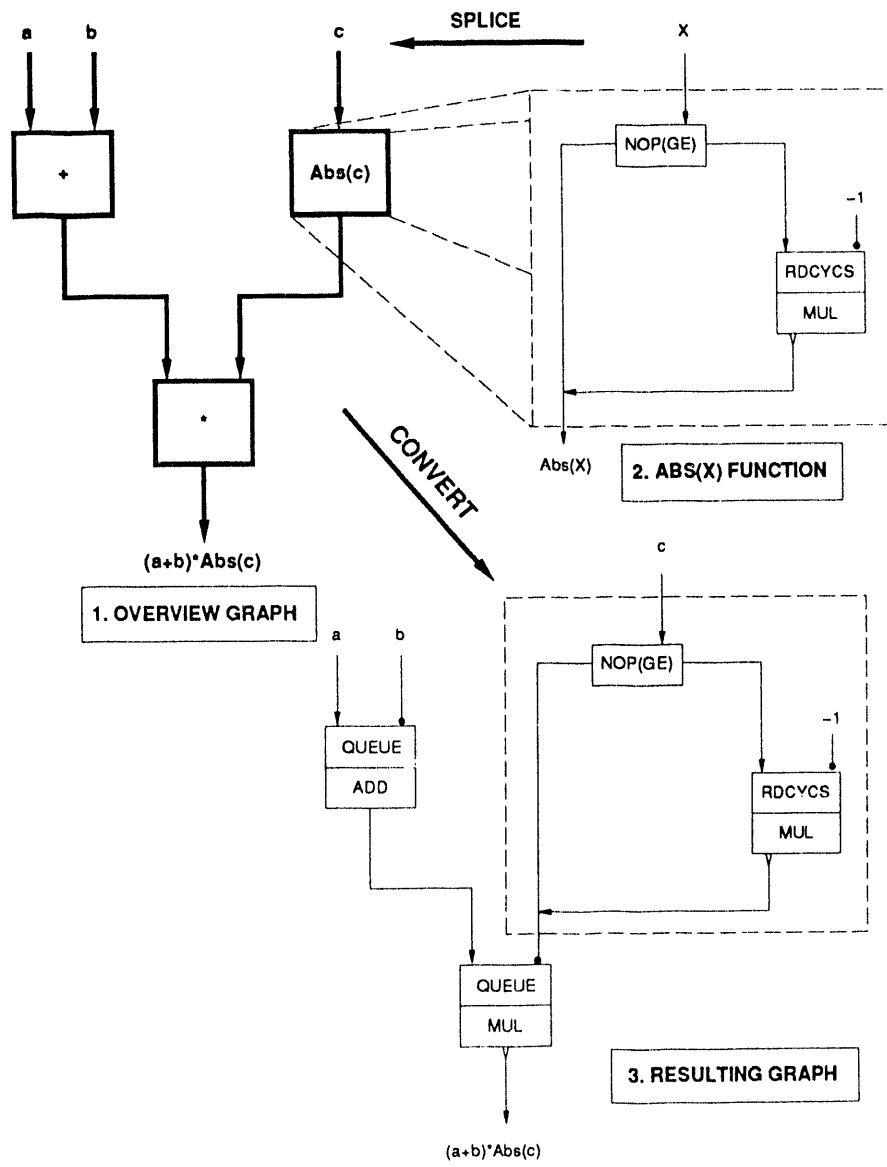 SPLICE
a
b
c
X
+
Abs(c)
NOP(GE)
-1
RDCYCS
MUL
*
Abs(X)
2. ABS(X) FUNCTION
CONVERT
(a+b)*Abs(c)
1. OVERVIEW GRAPH
c
a
b
NOP(GE)
-1
QUEUE
ADD
RDCYCS
MUL
QUEUE
MUL
3. RESULTING GRAPH
(a+b)*Abs(c)